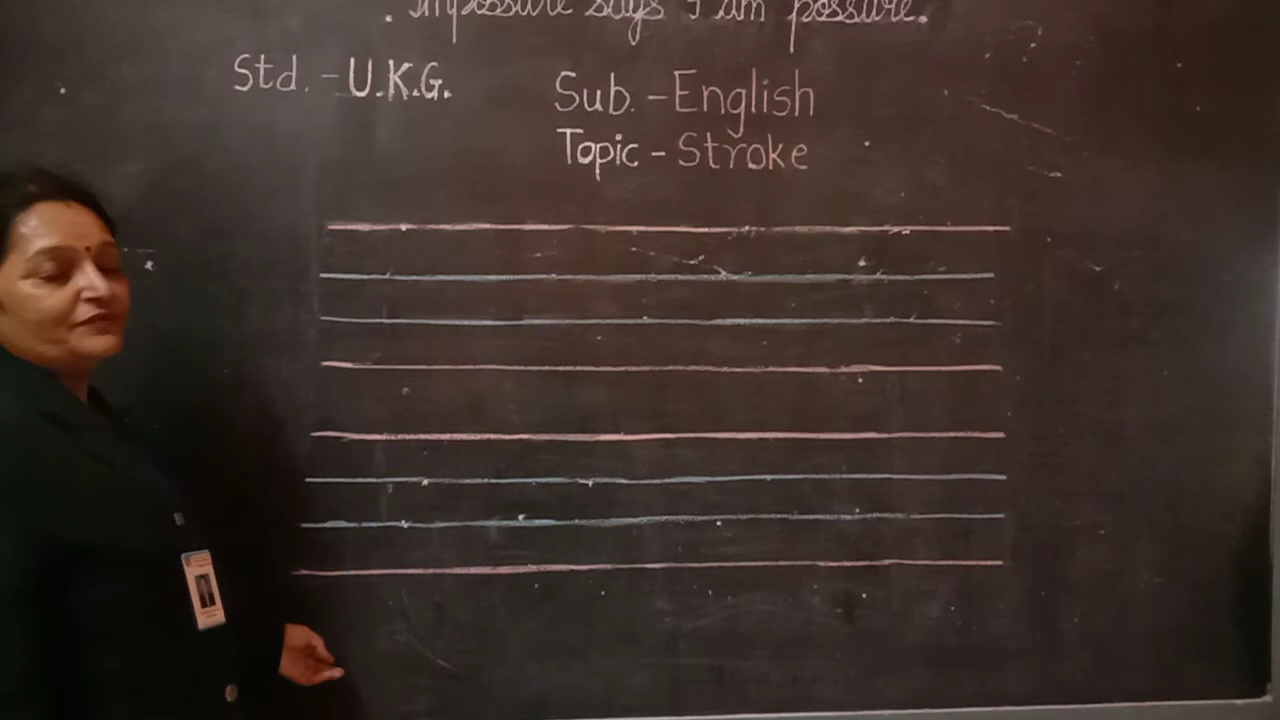 . Impossible says I am possible.
Std. - U.K.G.
Sub. - English
Topic - Stroke